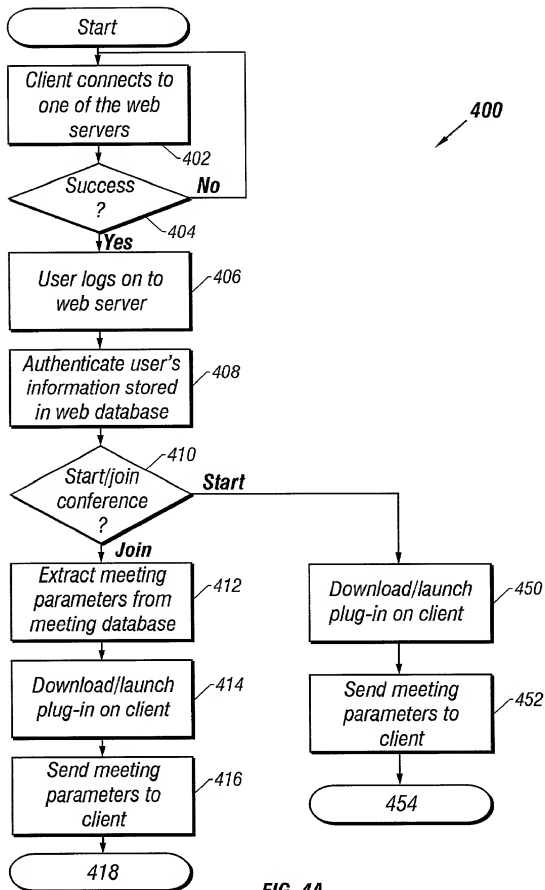 Start
Client connects to
one of the web
servers
402
400
Success
?
No
404
Yes
User logs on to
web server
406
Authenticate user's
information stored
in web database
408
410
Start/join
conference
?
Start
Join
Extract meeting
parameters from
meeting database
412
Download/launch
plug-in on client
414
Send meeting
parameters to
client
416
418
Download/launch
plug-in on client
450
Send meeting
parameters to
client
452
454
FIG. 4A